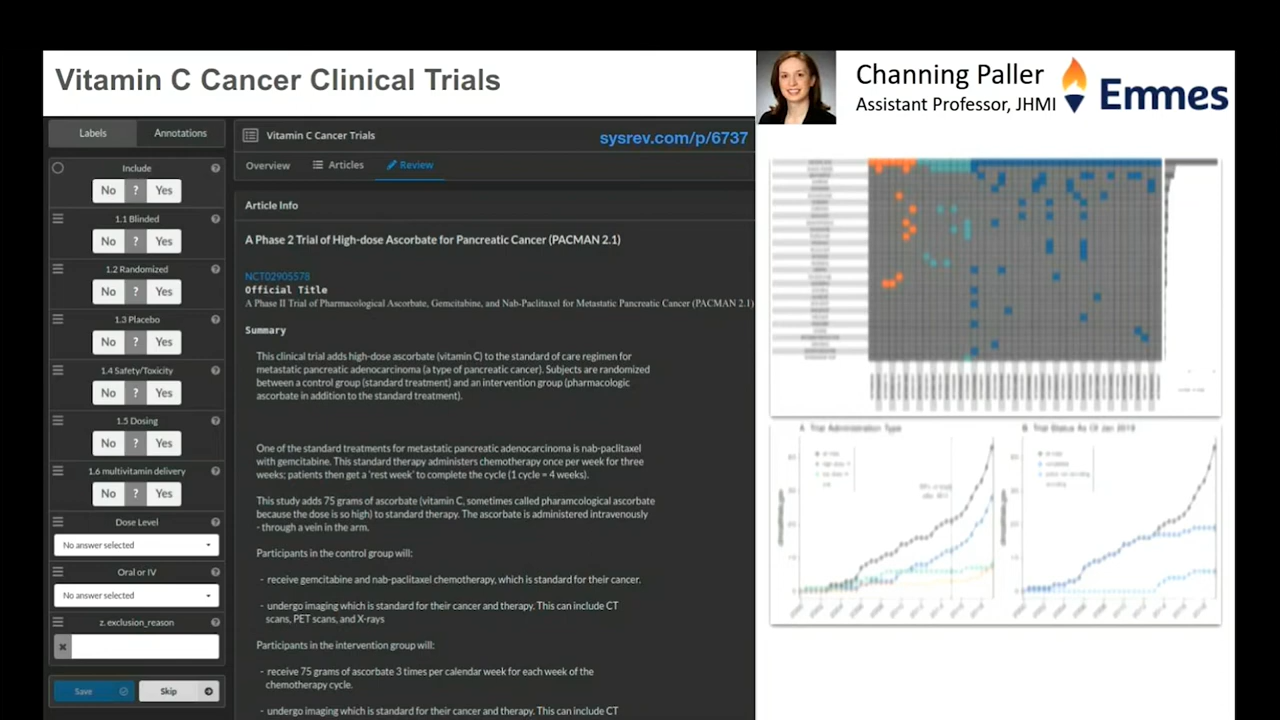 Vitamin C Cancer Clinical Trials
Channing Paller
Assistant Professor, JHMI
Emmes
Labels
Annotations
Include
No ? Yes
1.1 Blinded
No ? Yes
1.2 Randomized
No ? Yes
1.3 Placebo
No ? Yes
1.4 Safety/Toxicity
No ? Yes
1.5 Dosing
No ? Yes
1.6 multivitamin delivery
No ? Yes
Dose Level
No answer selected
Oral or IV
No answer selected
z. exclusion_reason
Save
Skip
Vitamin C Cancer Trials
sysrev.com/p/6737
Overview
Articles
Review
Article Info
A Phase 2 Trial of High-dose Ascorbate for Pancreatic Cancer (PACMAN 2.1)
NCT02905578
Official Title
A Phase II Trial of Pharmacological Ascorbate, Gemcitabine, and Nab-Paclitaxel for Metastatic Pancreatic Cancer (PACMAN 2.1)
Summary
This clinical trial adds high-dose ascorbate (vitamin C) to the standard of care regimen for
metastatic pancreatic adenocarcinoma (a type of pancreatic cancer). Subjects are randomized
between a control group (standard treatment) and an intervention group (pharmacologic
ascorbate in addition to the standard treatment).
One of the standard treatments for metastatic pancreatic adenocarcinoma is nab-paclitaxel
with gemcitabine. This standard therapy administers chemotherapy once per week for three
weeks; patients then get a 'rest week' to complete the cycle (1 cycle = 4 weeks).
This study adds 75 grams of ascorbate (vitamin C, sometimes called pharamcological ascorbate
because the dose is so high) to standard therapy. The ascorbate is administered intravenously
- through a vein in the arm.
Participants in the control group will:
- receive gemcitabine and nab-paclitaxel chemotherapy, which is standard for their cancer.
- undergo imaging which is standard for their cancer and therapy. This can include CT
scans, PET scans, and X-rays
Participants in the intervention group will:
- receive 75 grams of ascorbate 3 times per calendar week for each week of the
chemotherapy cycle.
- undergo imaging which is standard for their cancer and therapy. This can include CT
A Trial Administration Type
B Trial Status As Of Jan 2019